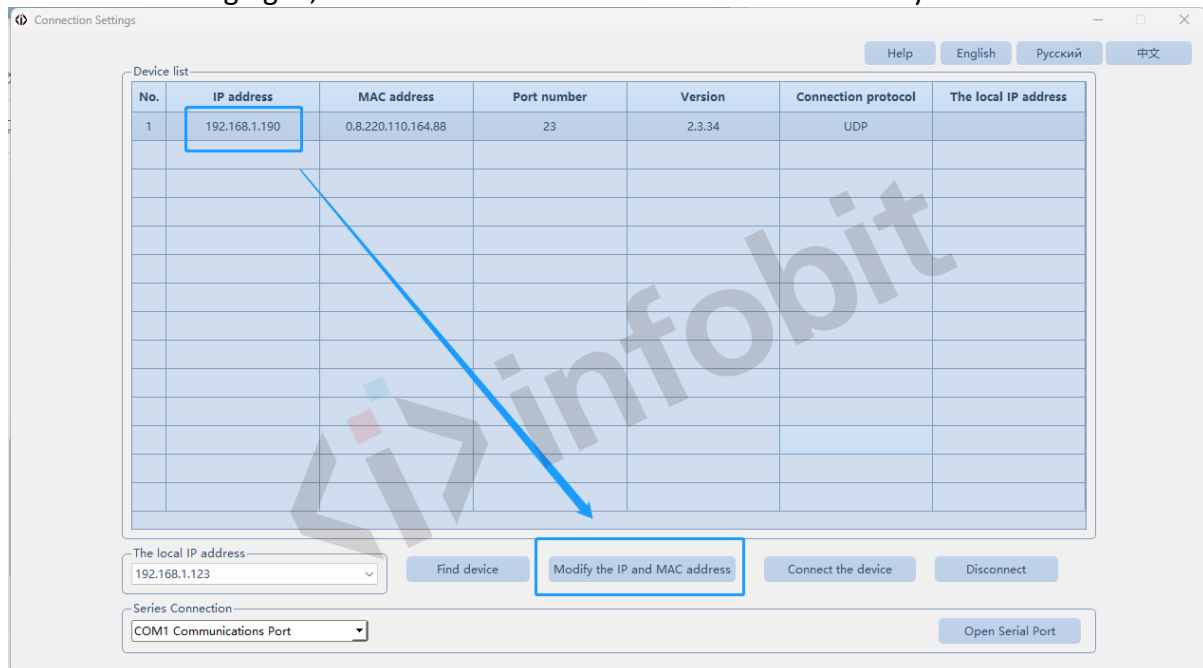 Connection Settings
Help English Русский 中文
Device list
No. IP address MAC address Port number Version Connection protocol The local IP address
1 192.168.1.190 0.8.220.110.164.88 23 2.3.34 UDP
<i>infobit
The local IP address
192.168.1.123 Find device Modify the IP and MAC address Connect the device Disconnect
Series Connection
COM1 Communications Port Open Serial Port